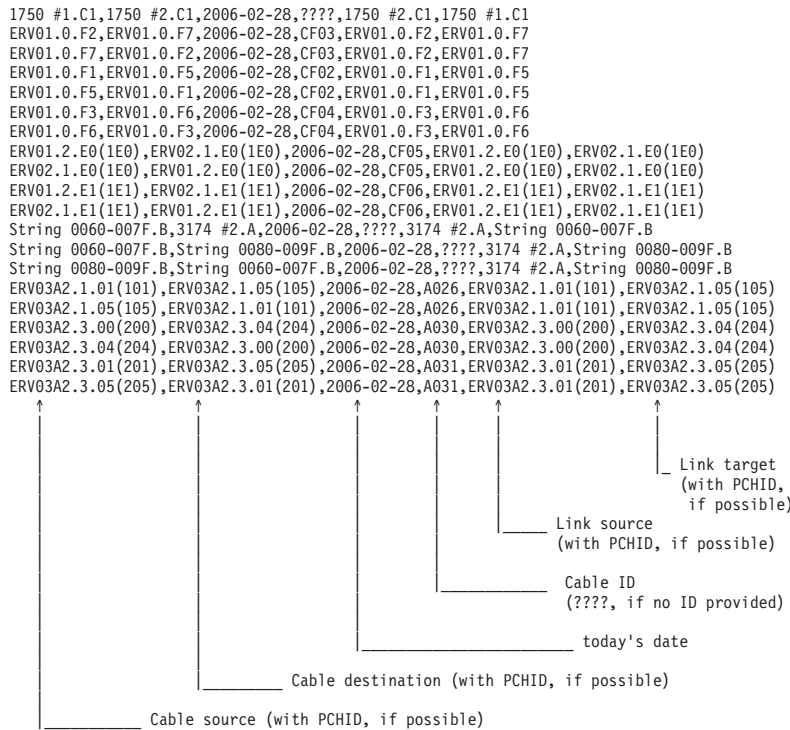 1750 #1.C1,1750 #2.C1,2006-02-28,????,1750 #2.C1,1750 #1.C1
ERV01.0.F2,ERV01.0.F7,2006-02-28,CF03,ERV01.0.F2,ERV01.0.F7
ERV01.0.F7,ERV01.0.F2,2006-02-28,CF03,ERV01.0.F2,ERV01.0.F7
ERV01.0.F1,ERV01.0.F5,2006-02-28,CF02,ERV01.0.F1,ERV01.0.F5
ERV01.0.F5,ERV01.0.F1,2006-02-28,CF02,ERV01.0.F1,ERV01.0.F5
ERV01.0.F3,ERV01.0.F6,2006-02-28,CF04,ERV01.0.F3,ERV01.0.F6
ERV01.0.F6,ERV01.0.F3,2006-02-28,CF04,ERV01.0.F3,ERV01.0.F6
ERV01.2.E0(1E0),ERV02.1.E0(1E0),2006-02-28,CF05,ERV01.2.E0(1E0),ERV02.1.E0(1E0)
ERV02.1.E0(1E0),ERV01.2.E0(1E0),2006-02-28,CF05,ERV01.2.E0(1E0),ERV02.1.E0(1E0)
ERV01.2.E1(1E1),ERV02.1.E1(1E1),2006-02-28,CF06,ERV01.2.E1(1E1),ERV02.1.E1(1E1)
ERV02.1.E1(1E1),ERV01.2.E1(1E1),2006-02-28,CF06,ERV01.2.E1(1E1),ERV02.1.E1(1E1)
String 0060-007F.B,3174 #2.A,2006-02-28,????,3174 #2.A,String 0060-007F.B
String 0060-007F.B,String 0080-009F.B,2006-02-28,????,3174 #2.A,String 0080-009F.B
String 0080-009F.B,String 0060-007F.B,2006-02-28,????,3174 #2.A,String 0080-009F.B
ERV03A2.1.01(101),ERV03A2.1.05(105),2006-02-28,A026,ERV03A2.1.01(101),ERV03A2.1.05(105)
ERV03A2.1.05(105),ERV03A2.1.01(101),2006-02-28,A026,ERV03A2.1.01(101),ERV03A2.1.05(105)
ERV03A2.3.00(200),ERV03A2.3.04(204),2006-02-28,A030,ERV03A2.3.00(200),ERV03A2.3.04(204)
ERV03A2.3.04(204),ERV03A2.3.00(200),2006-02-28,A030,ERV03A2.3.00(200),ERV03A2.3.04(204)
ERV03A2.3.01(201),ERV03A2.3.05(205),2006-02-28,A031,ERV03A2.3.01(201),ERV03A2.3.05(205)
ERV03A2.3.05(205),ERV03A2.3.01(201),2006-02-28,A031,ERV03A2.3.01(201),ERV03A2.3.05(205)
Link target
(with PCHID,
if possible)
Link source
(with PCHID, if possible)
Cable ID
(????, if no ID provided)
today's date
Cable destination (with PCHID, if possible)
Cable source (with PCHID, if possible)